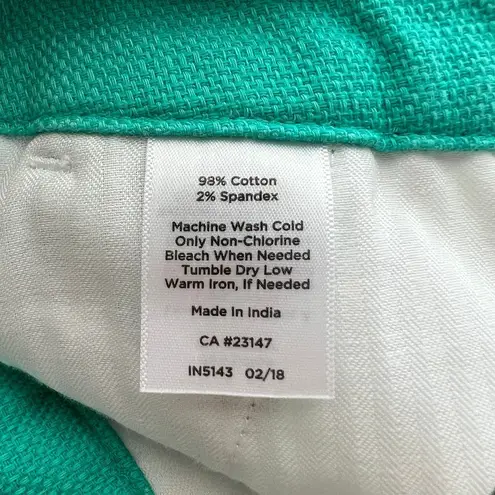 98% Cotton
2% Spandex
Machine Wash Cold
Only Non-Chlorine
Bleach When Needed
Tumble Dry Low
Warm Iron, If Needed
Made in India
CA #23147
IN5143 02/18